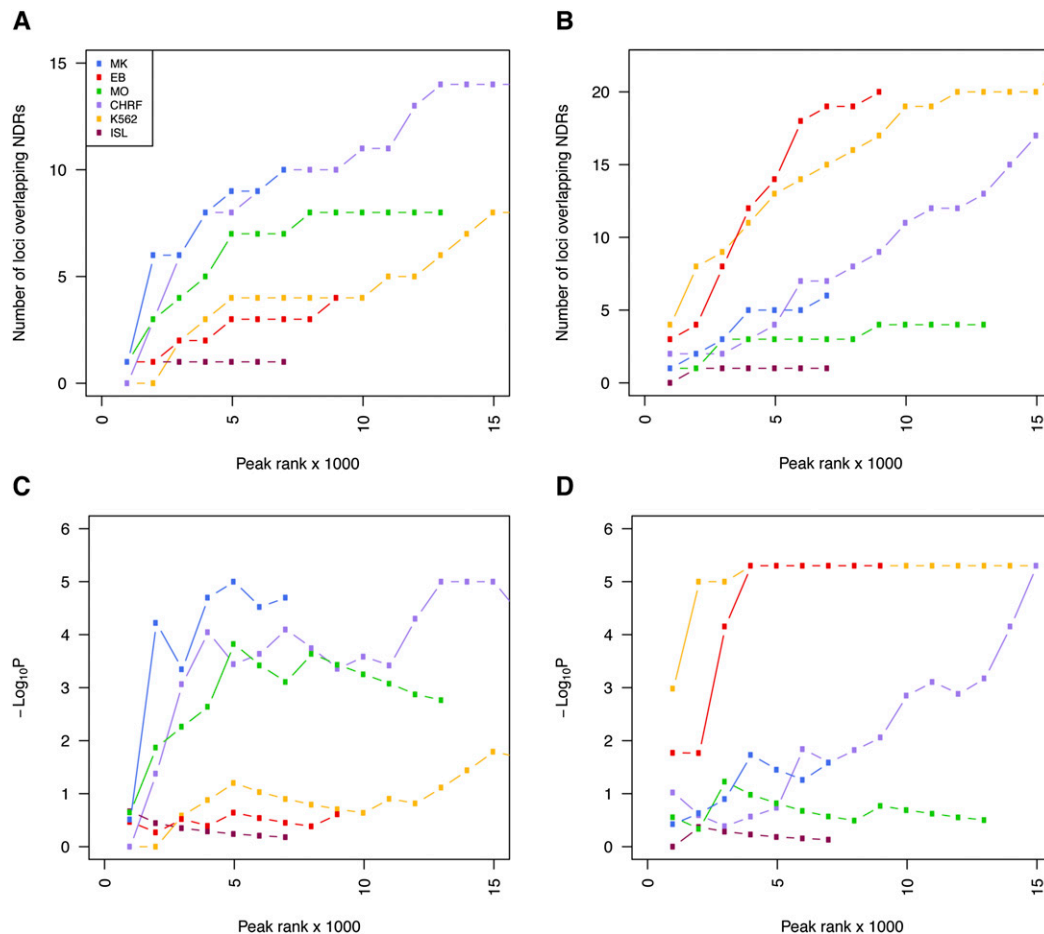 A
Number of loci overlapping NDRs
15
10
5
0
MK
EB
MO
CHRF
K562
ISL
0
5
10
15
Peak rank x 1000
B
Number of loci overlapping NDRs
20
15
10
5
0
0
5
10
15
Peak rank x 1000
C
− Log₁₀P
6
5
4
3
2
1
0
0
5
10
15
Peak rank x 1000
D
− Log₁₀P
6
5
4
3
2
1
0
0
5
10
15
Peak rank x 1000